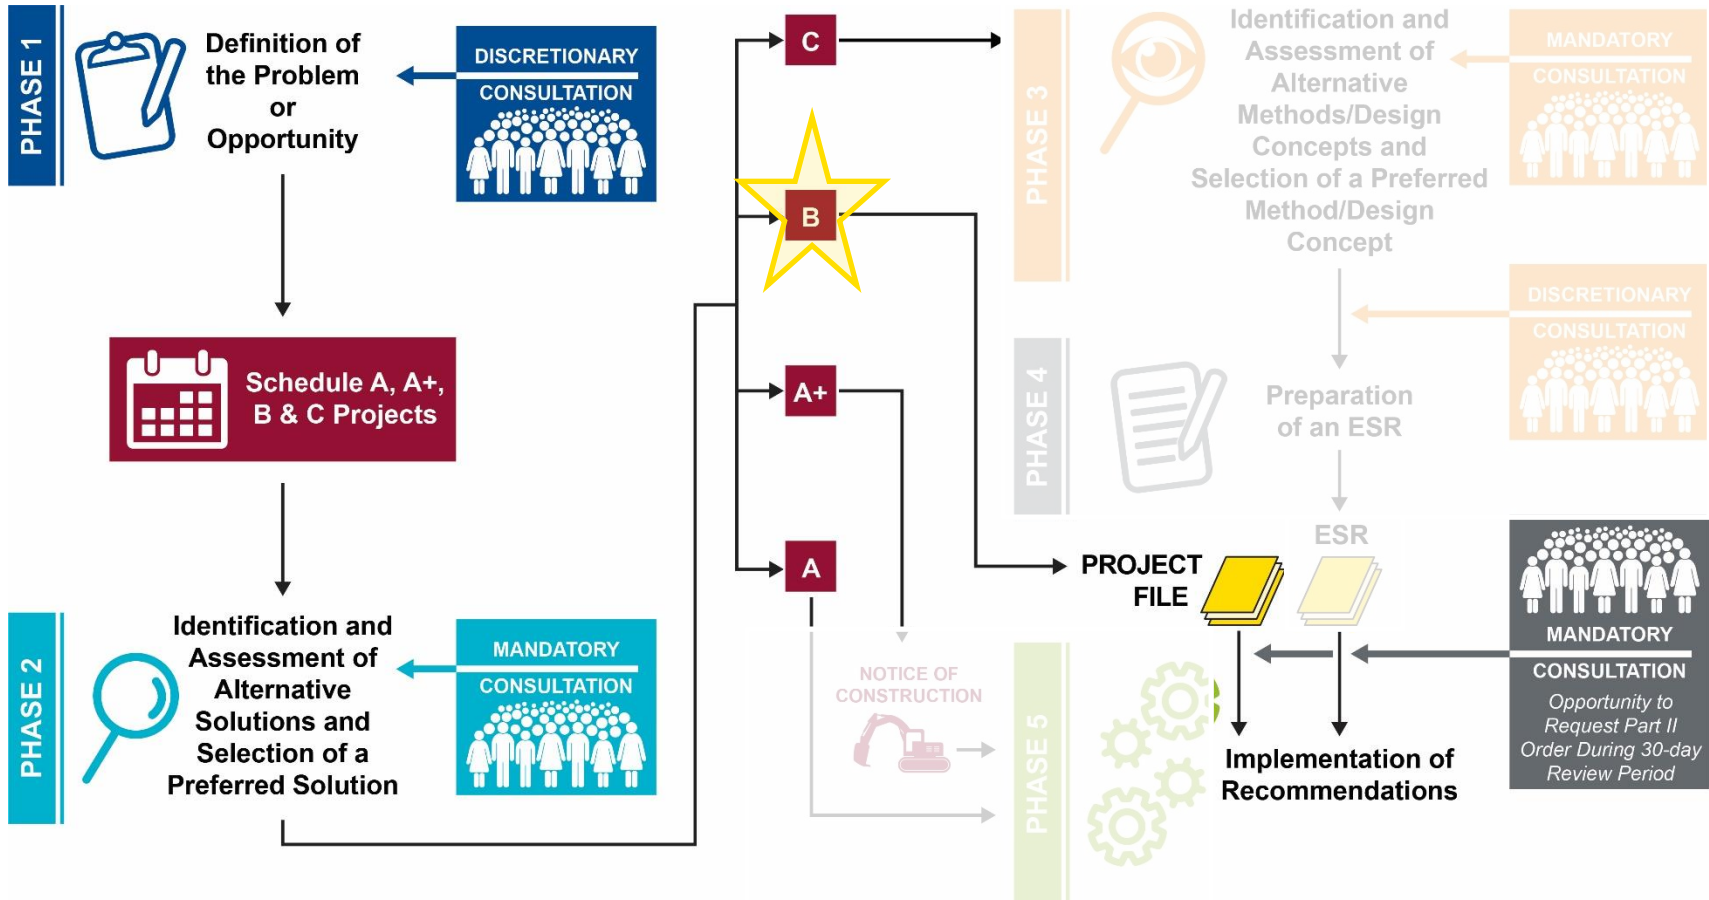 PHASE 1
Definition of
the Problem
or
Opportunity
DISCRETIONARY
CONSULTATION
Schedule A, A+,
B & C Projects
PHASE 2
Identification and
Assessment of
Alternative
Solutions and
Selection of a
Preferred Solution
MANDATORY
CONSULTATION
C
B
A+
A
NOTICE OF
CONSTRUCTION
PHASE 3
Identification and
Assessment of
Alternative
Methods/Design
Concepts and
Selection of a Preferred
Method/Design
Concept
MANDATORY
CONSULTATION
DISCRETIONARY
CONSULTATION
PHASE 4
Preparation
of an ESR
ESR
PROJECT
FILE
PHASE 5
Implementation of
Recommendations
MANDATORY
CONSULTATION
Opportunity to
Request Part II
Order During 30-day
Review Period